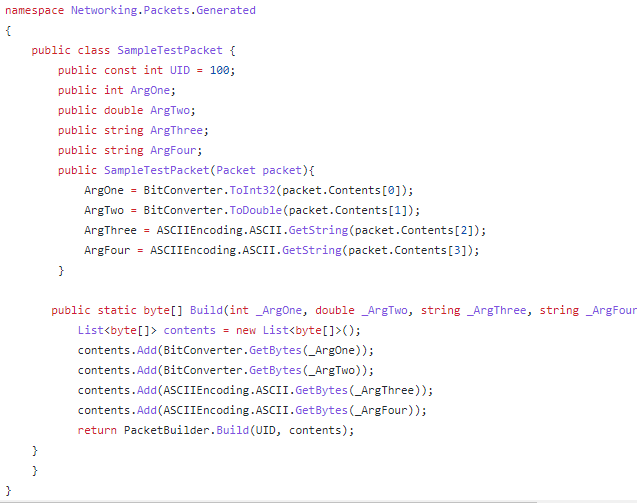 namespace Networking.Packets.Generated
{
    public class SampleTestPacket {
        public const int UID = 100;
        public int ArgOne;
        public double ArgTwo;
        public string ArgThree;
        public string ArgFour;
        public SampleTestPacket(Packet packet){
            ArgOne = BitConverter.ToInt32(packet.Contents[0]);
            ArgTwo = BitConverter.ToDouble(packet.Contents[1]);
            ArgThree = ASCIIEncoding.ASCII.GetString(packet.Contents[2]);
            ArgFour = ASCIIEncoding.ASCII.GetString(packet.Contents[3]);
        }

       public static byte[] Build(int _ArgOne, double _ArgTwo, string _ArgThree, string _ArgFour
           List<byte[]> contents = new List<byte[]>();
           contents.Add(BitConverter.GetBytes(_ArgOne));
           contents.Add(BitConverter.GetBytes(_ArgTwo));
           contents.Add(ASCIIEncoding.ASCII.GetBytes(_ArgThree));
           contents.Add(ASCIIEncoding.ASCII.GetBytes(_ArgFour));
           return PacketBuilder.Build(UID, contents);
    }
    }
}